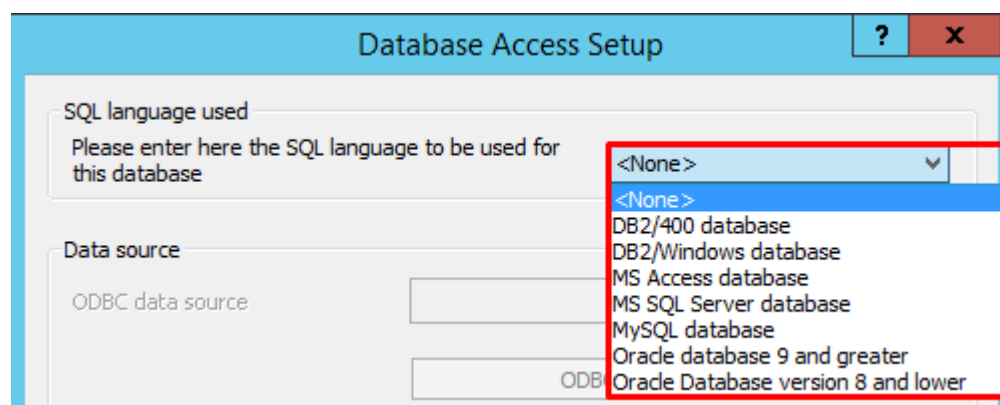 Database Access Setup
?
x
SQL language used
Please enter here the SQL language to be used for
this database
<None>
<None>
DB2/400 database
DB2/Windows database
MS Access database
MS SQL Server database
MySQL database
Oracle database 9 and greater
Oracle Database version 8 and lower
Data source
ODBC data source